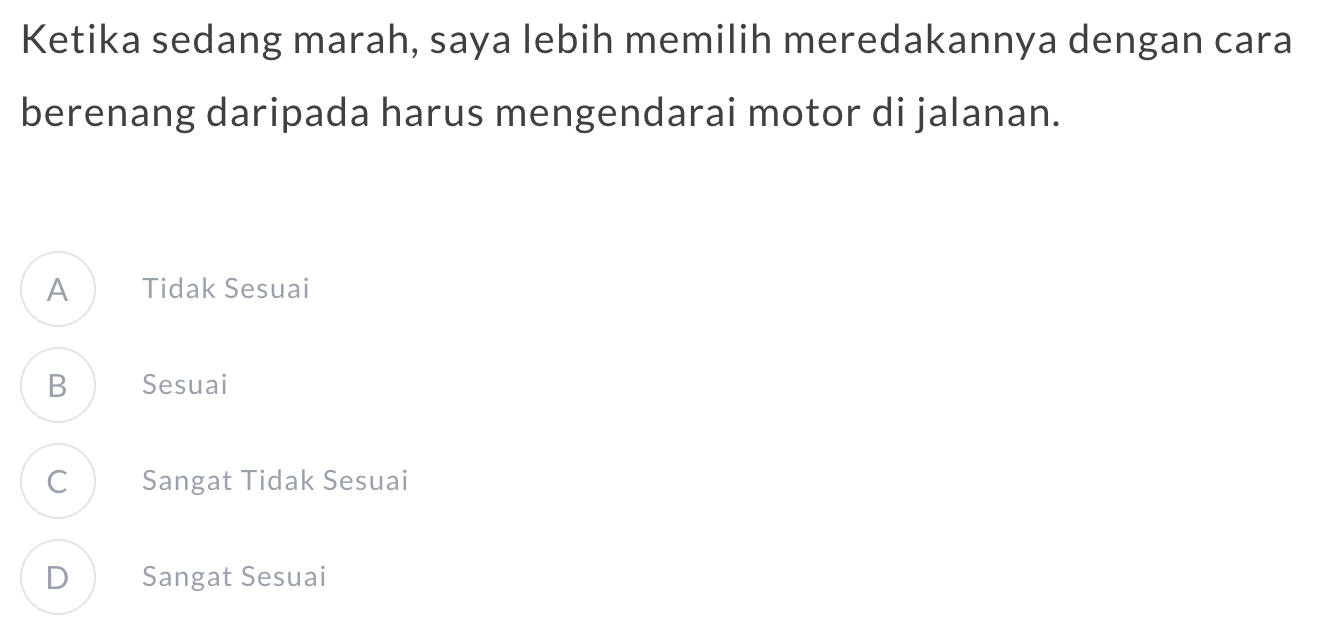 Ketika sedang marah, saya lebih memilih meredakannya dengan cara
berenang daripada harus mengendarai motor di jalanan.
A Tidak Sesuai
B Sesuai
C Sangat Tidak Sesuai
D Sangat Sesuai